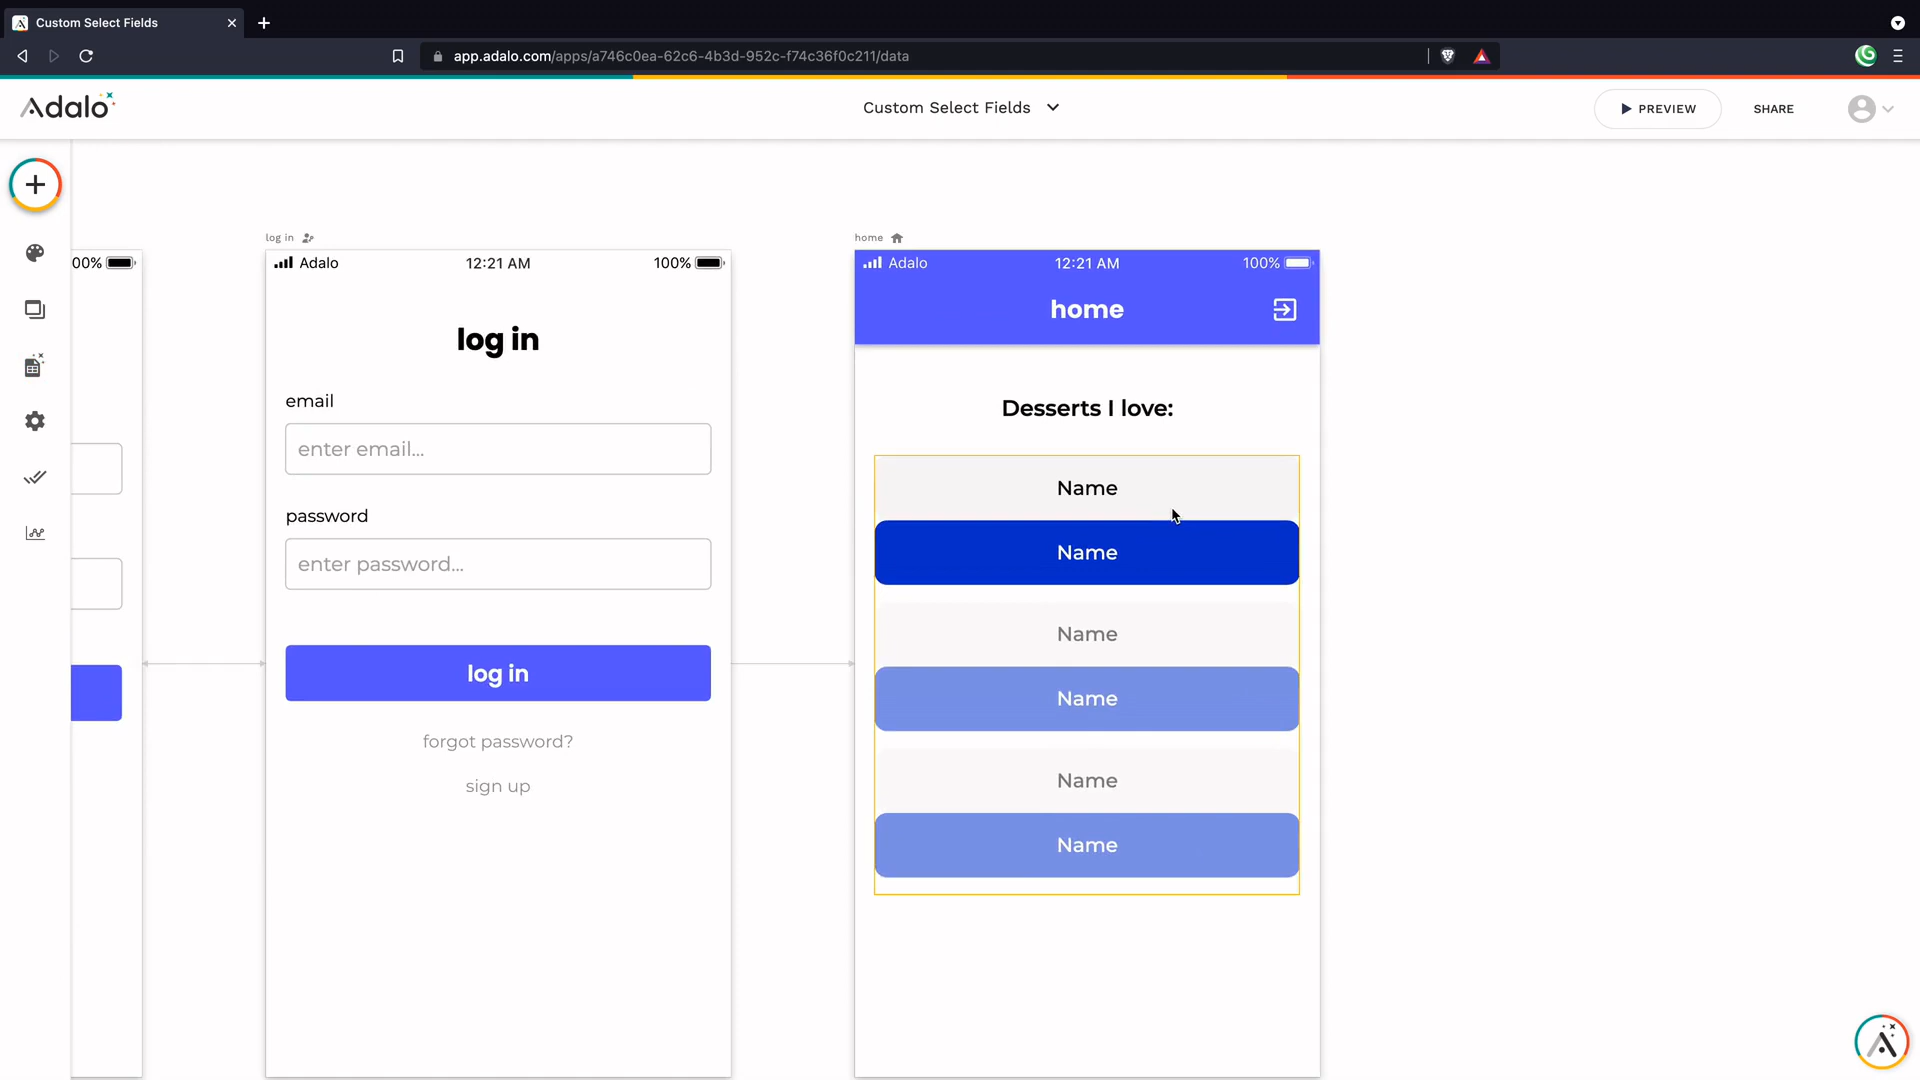 Custom Select Fields
app.adalo.com/apps/a746c0ea-62c6-4b3d-952c-f74c36f0c211/data
Adalo
Custom Select Fields
PREVIEW
SHARE
00%
log in
Adalo 12:21 AM 100%
log in
email
enter email...
password
enter password...
log in
forgot password?
sign up
home
Adalo 12:21 AM 100%
home
Desserts I love:
Name
Name
Name
Name
Name
Name